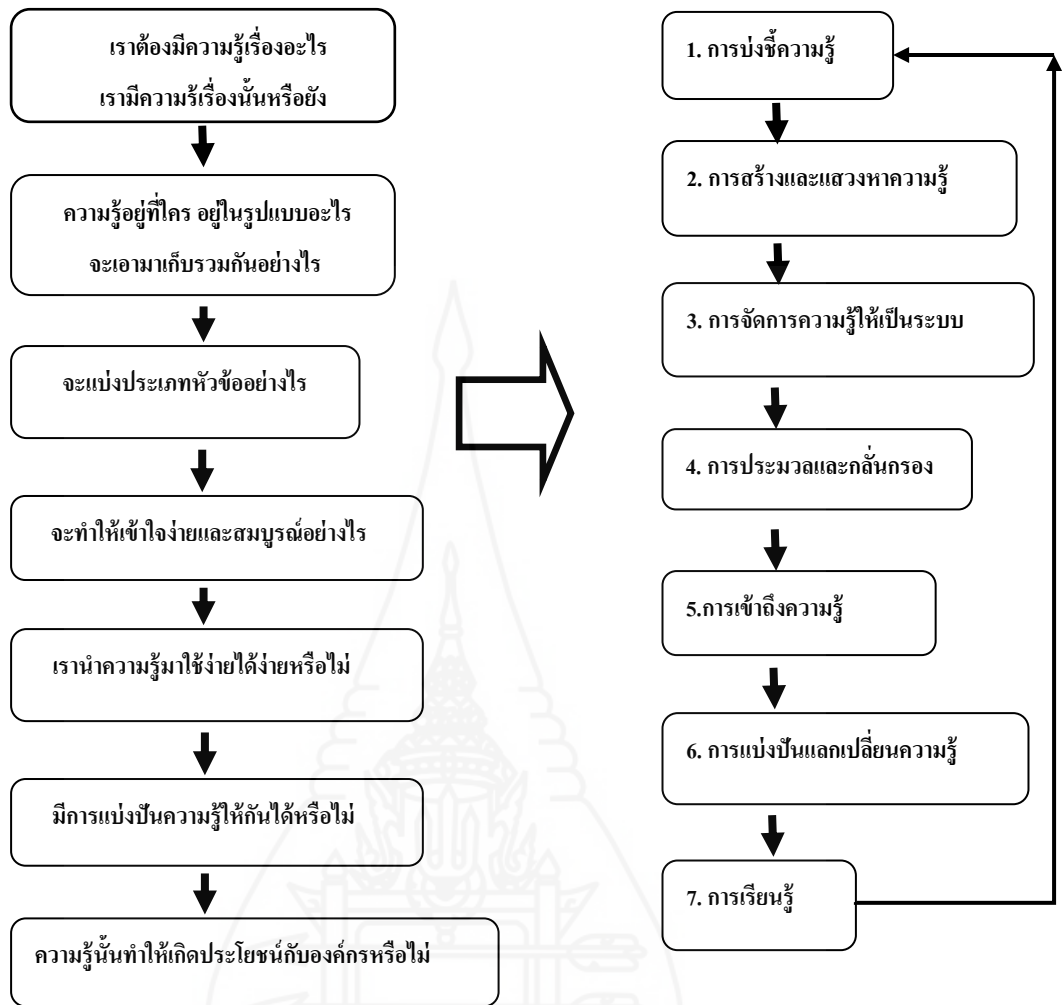 เราต้องมีความรู้เรื่องอะไร
เรามีความรู้เรื่องนั้นหรือยัง
ความรู้อยู่ที่ใคร อยู่ในรูปแบบอะไร
จะเอามาเก็บรวมกันอย่างไร
จะแบ่งประเภทหัวข้ออย่างไร
จะทำให้เข้าใจง่ายและสมบูรณ์อย่างไร
เรานำความรู้มาใช้ง่ายได้ง่ายหรือไม่
มีการแบ่งปันความรู้ให้กันได้หรือไม่
ความรู้นั้นทำให้เกิดประโยชน์กับองค์กรหรือไม่
1. การบ่งชี้ความรู้
2. การสร้างและแสวงหาความรู้
3. การจัดการความรู้ให้เป็นระบบ
4. การประมวลและกลั่นกรอง
5.การเข้าถึงความรู้
6. การแบ่งปันแลกเปลี่ยนความรู้
7. การเรียนรู้